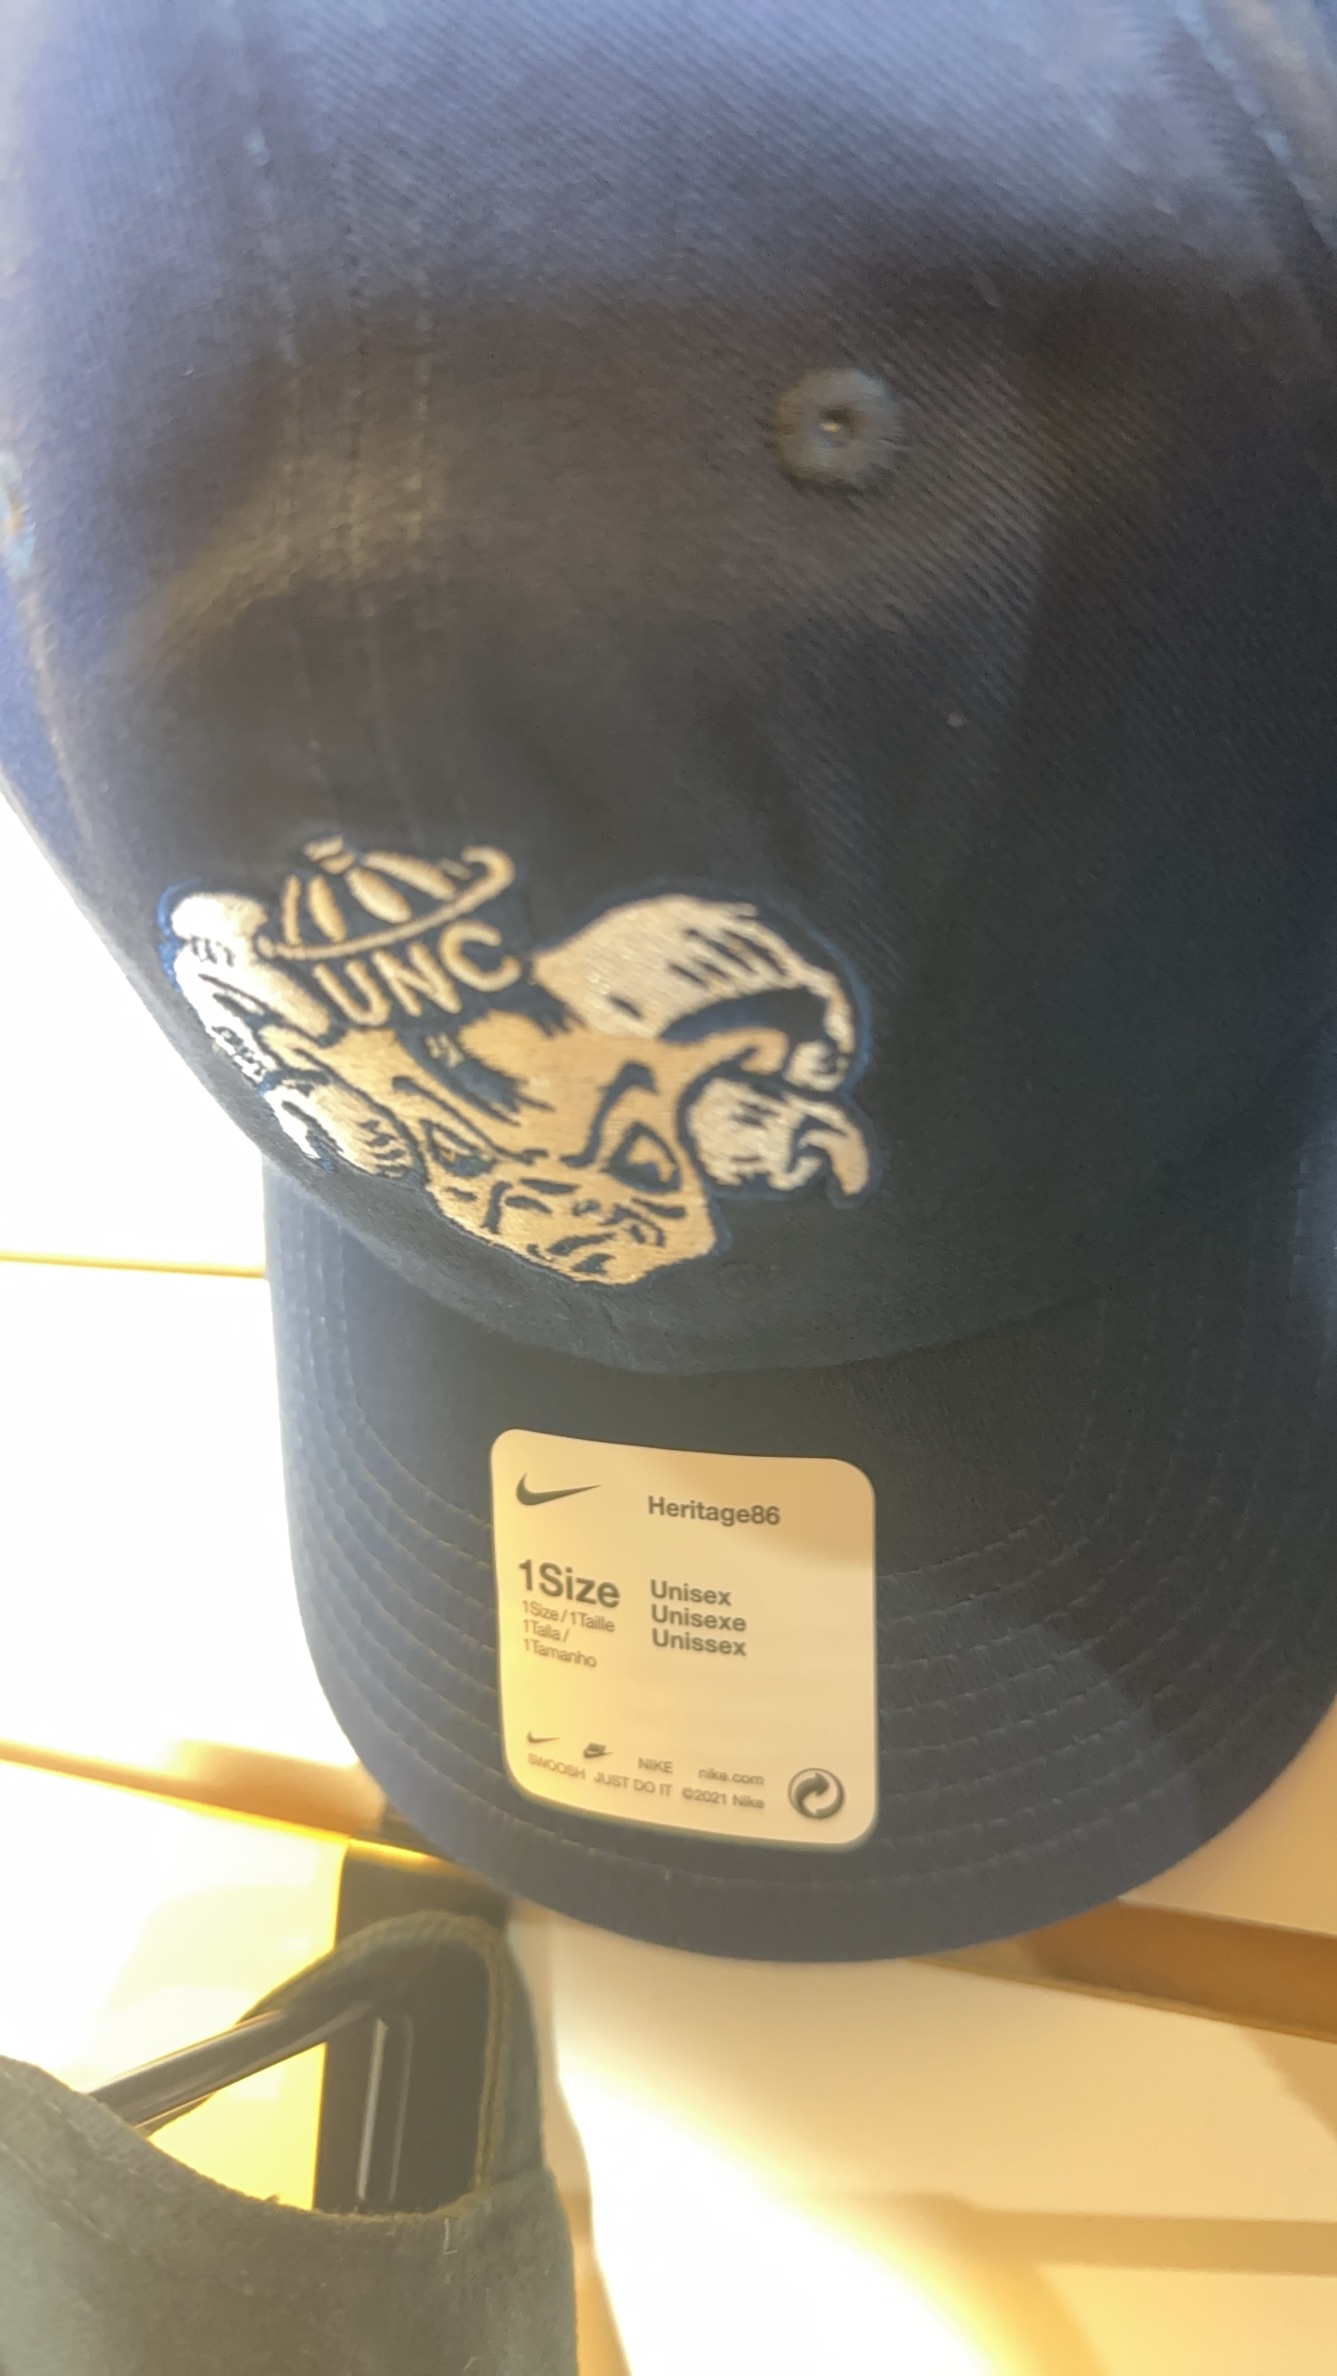 UNC
Heritage86
1Size
1Size/1Taille
1Talla/
1Tamanho
Unisex
Unisexe
Unissex
NIKE nike.com
SWOOSH JUST DO IT ©2021 Nike